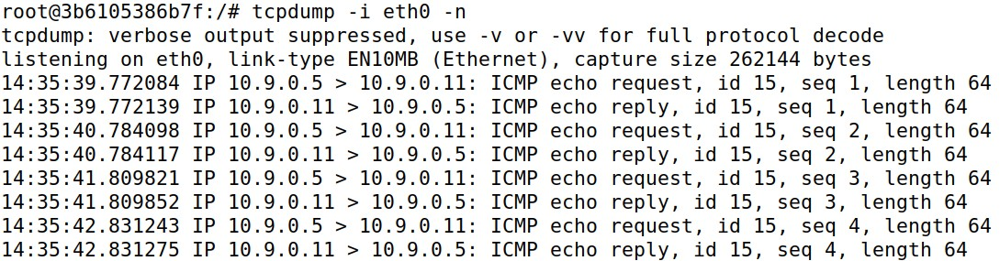 root@3b6105386b7f:/# tcpdump -i eth0 -n
tcpdump: verbose output suppressed, use -v or -vv for full protocol decode
listening on eth0, link-type EN10MB (Ethernet), capture size 262144 bytes
14:35:39.772084 IP 10.9.0.5 > 10.9.0.11: ICMP echo request, id 15, seq 1, length 64
14:35:39.772139 IP 10.9.0.11 > 10.9.0.5: ICMP echo reply, id 15, seq 1, length 64
14:35:40.784098 IP 10.9.0.5 > 10.9.0.11: ICMP echo request, id 15, seq 2, length 64
14:35:40.784117 IP 10.9.0.11 > 10.9.0.5: ICMP echo reply, id 15, seq 2, length 64
14:35:41.809821 IP 10.9.0.5 > 10.9.0.11: ICMP echo request, id 15, seq 3, length 64
14:35:41.809852 IP 10.9.0.11 > 10.9.0.5: ICMP echo reply, id 15, seq 3, length 64
14:35:42.831243 IP 10.9.0.5 > 10.9.0.11: ICMP echo request, id 15, seq 4, length 64
14:35:42.831275 IP 10.9.0.11 > 10.9.0.5: ICMP echo reply, id 15, seq 4, length 64